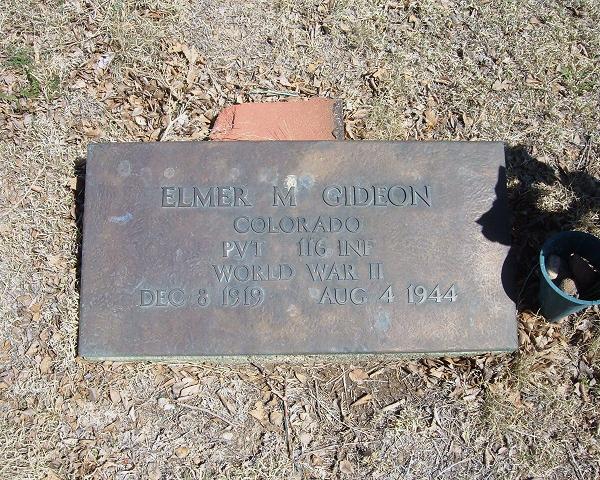 ELMER M GIDEON
COLORADO
PVT 116 INF
WORLD WAR II
DEC 8 1919 AUG 4 1944